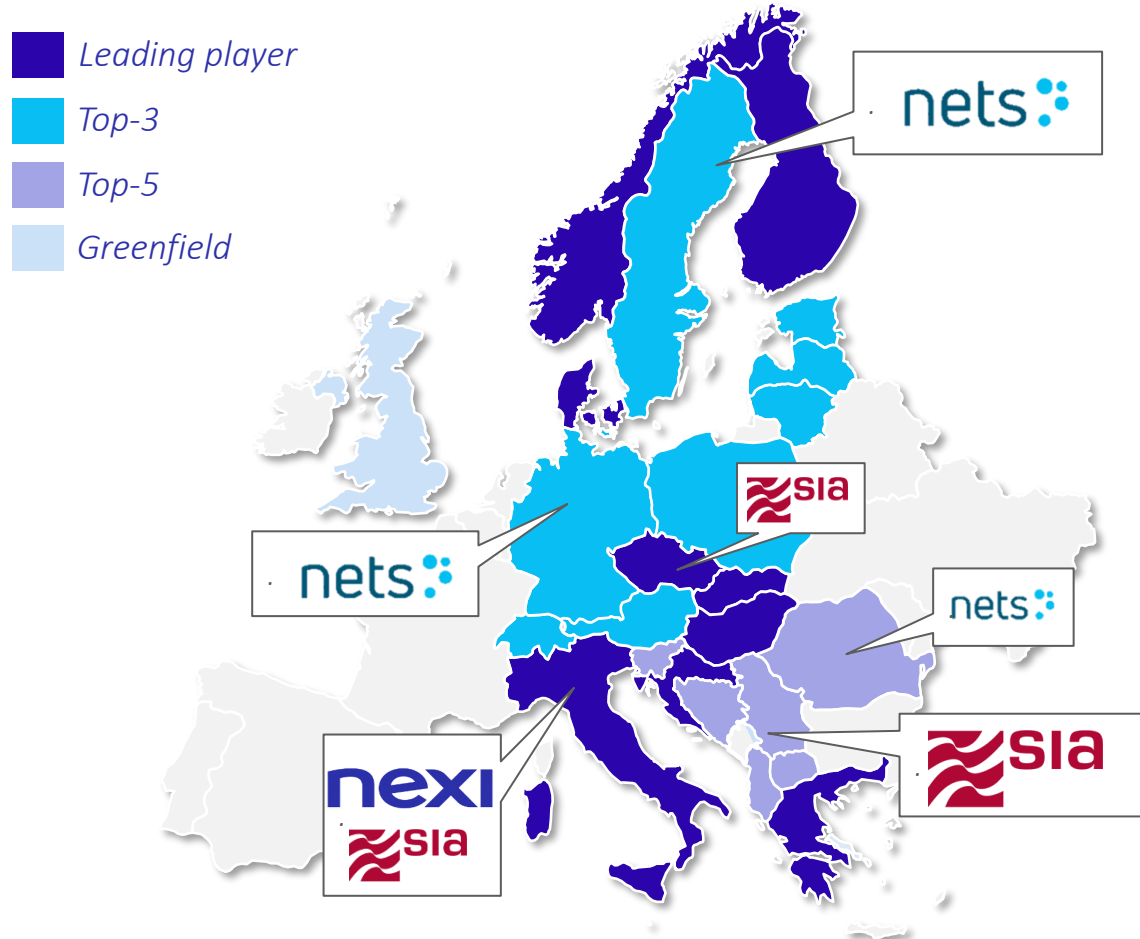 Leading player
Top-3
Top-5
Greenfield
nets
sia
nets
nets
sia
nexi
sia